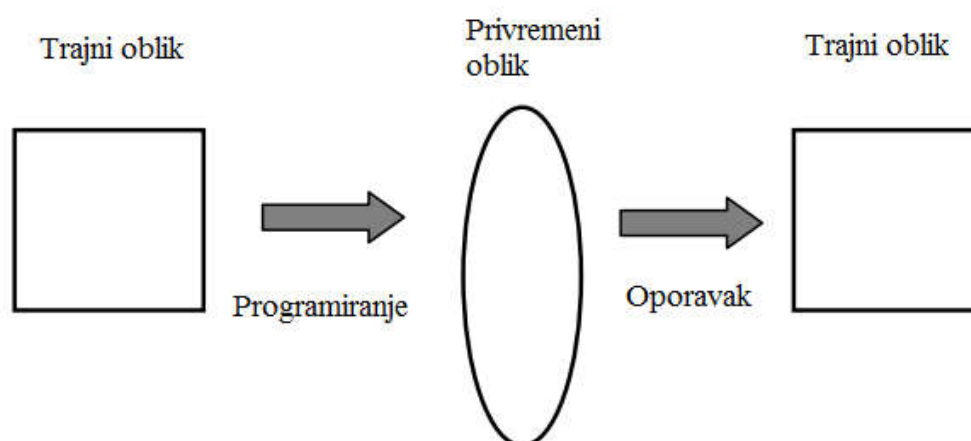 Trajni oblik
Privremeni
oblik
Trajni oblik
Programiranje
Oporavak